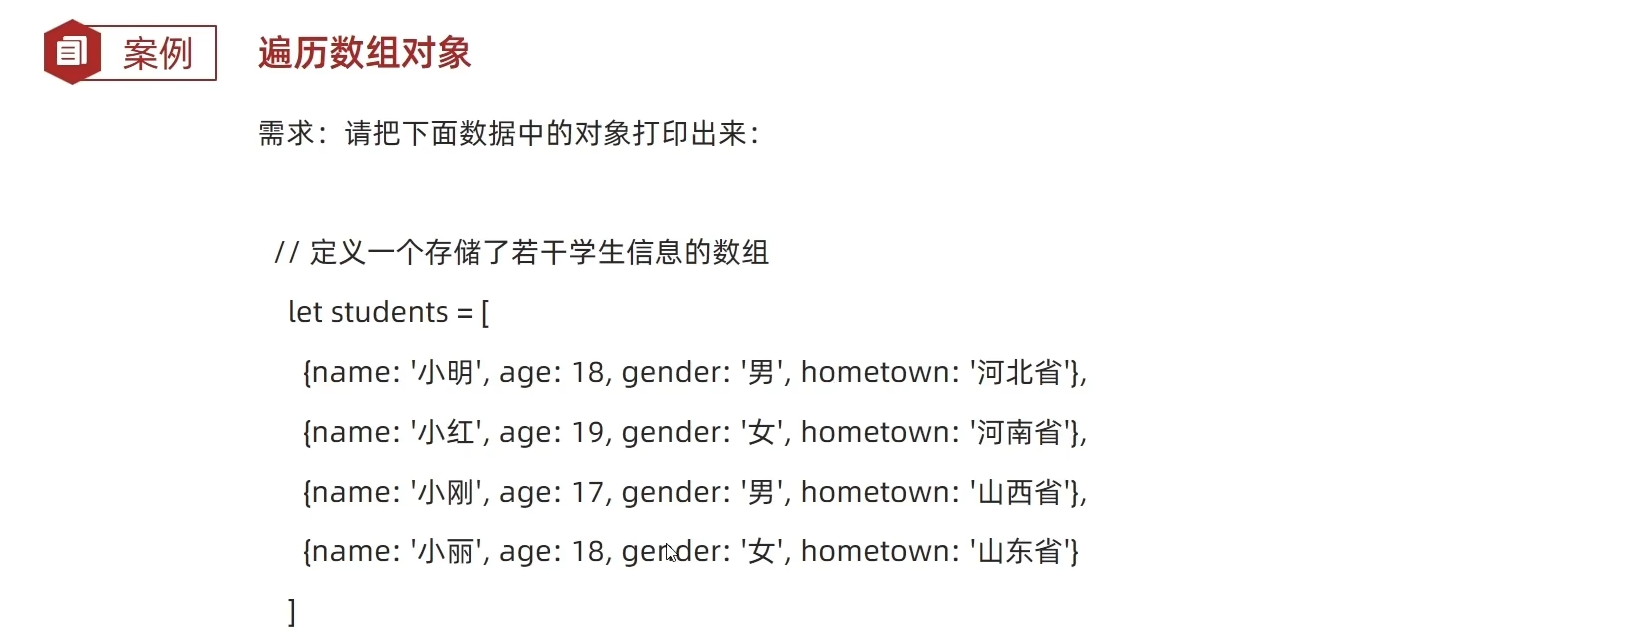 案例 遍历数组对象
需求：请把下面数据中的对象打印出来：
// 定义一个存储了若干学生信息的数组
let students = [
{name: '小明', age: 18, gender: '男', hometown: '河北省'},
{name: '小红', age: 19, gender: '女', hometown: '河南省'},
{name: '小刚', age: 17, gender: '男', hometown: '山西省'},
{name: '小丽', age: 18, gender: '女', hometown: '山东省'}
]